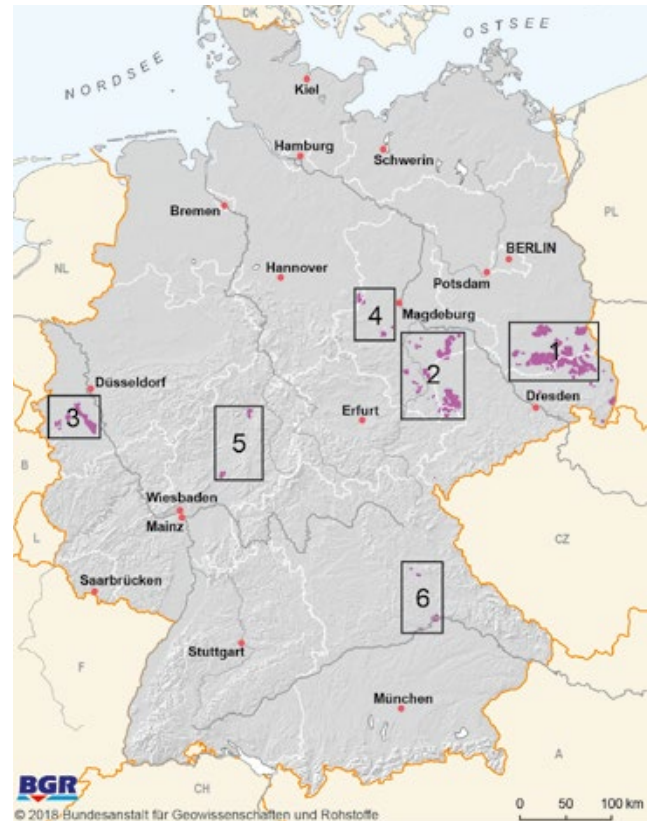 DK
OSTSEE
NORDSEE
Kiel
Hamburg
Schwerin
Bremen
PL
BERLIN
NL
Hannover
Potsdam
4
Magdeburg
1
2
Düsseldorf
Dresden
3
Erfurt
5
B
Wiesbaden
Mainz
L
CZ
Saarbrücken
6
F
Stuttgart
München
A
BGR
CH
0 50 100 km
© 2018 Bundesanstalt für Geowissenschaften und Rohstoffe